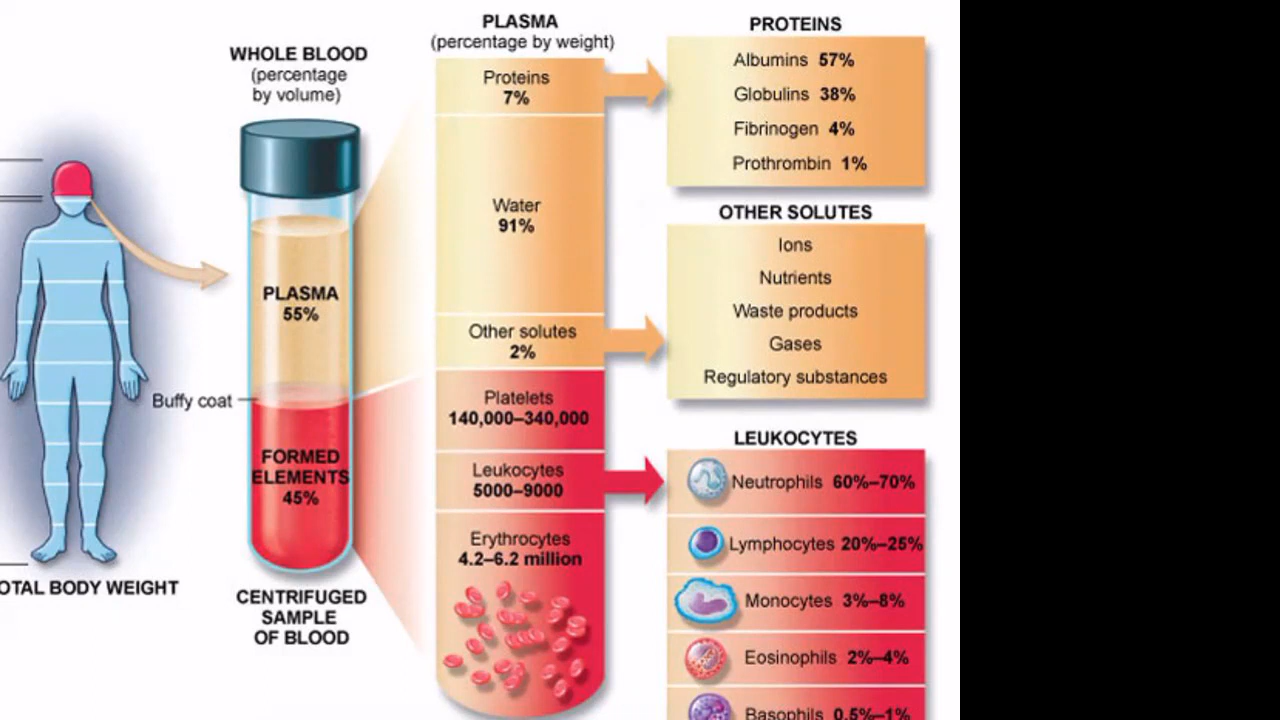 WHOLE BLOOD
(percentage
by volume)
PLASMA
55%
Buffy coat
FORMED
ELEMENTS
45%
CENTRIFUGED
SAMPLE
OF BLOOD
OTAL BODY WEIGHT
PLASMA
(percentage by weight)
Proteins
7%
Water
91%
Other solutes
2%
Platelets
140,000–340,000
Leukocytes
5000–9000
Erythrocytes
4.2–6.2 million
PROTEINS
Albumins 57%
Globulins 38%
Fibrinogen 4%
Prothrombin 1%
OTHER SOLUTES
Ions
Nutrients
Waste products
Gases
Regulatory substances
LEUKOCYTES
Neutrophils 60%–70%
Lymphocytes 20%–25%
Monocytes 3%–8%
Eosinophils 2%–4%
Basophils 0.5%–1%